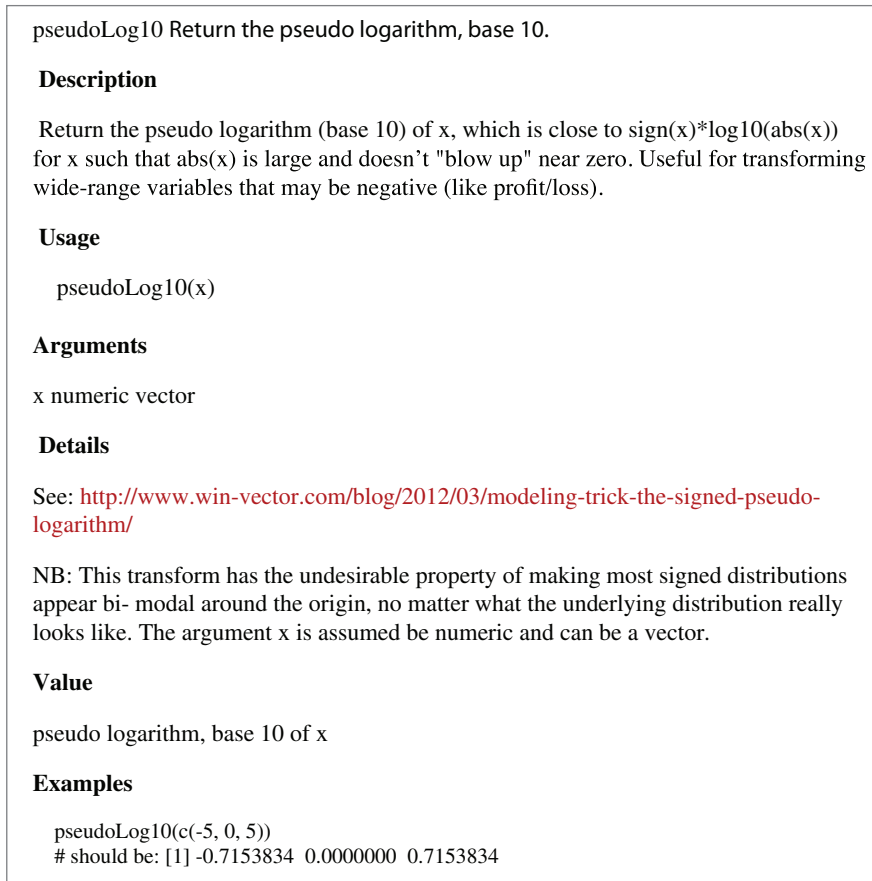 pseudoLog10 Return the pseudo logarithm, base 10.
Description
Return the pseudo logarithm (base 10) of x, which is close to sign(x)*log10(abs(x))
for x such that abs(x) is large and doesn't "blow up" near zero. Useful for transforming
wide-range variables that may be negative (like profit/loss).
Usage
pseudoLog10(x)
Arguments
x numeric vector
Details
See: http://www.win-vector.com/blog/2012/03/modeling-trick-the-signed-pseudo-
logarithm/
NB: This transform has the undesirable property of making most signed distributions
appear bi- modal around the origin, no matter what the underlying distribution really
looks like. The argument x is assumed be numeric and can be a vector.
Value
pseudo logarithm, base 10 of x
Examples
pseudoLog10(c(-5, 0, 5))
# should be: [1] -0.7153834 0.0000000 0.7153834